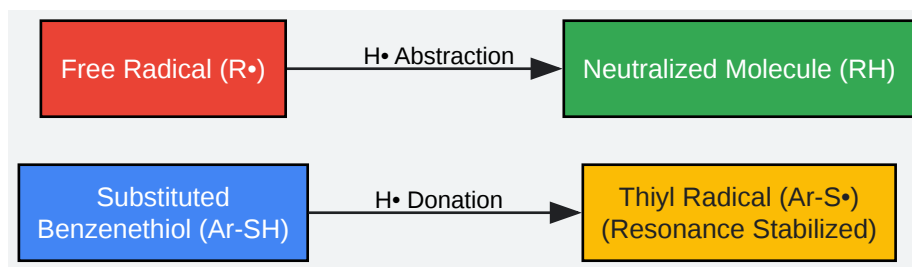 Free Radical (R•)
H• Abstraction
Neutralized Molecule (RH)
Substituted
Benzenethiol (Ar-SH)
H• Donation
Thiyl Radical (Ar-S•)
(Resonance Stabilized)